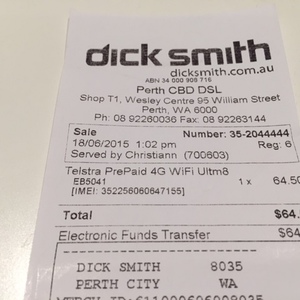 dick smith
dicksmith.com.au
ABN 34 000 908 716
Perth CBD DSL
Shop T1, Wesley Centre 95 William Street
Perth, WA 6000
Ph: 08 92260036 Fax: 08 92263144
Sale Number: 35-2044444
18/06/2015 1:02 pm Reg: 6
Served by Christiann (700603)
Telstra PrePaid 4G WiFi Ultm8
EB5041 1 x 64.50
[IMEI: 352256060647155]
Total $64.
Electronic Funds Transfer $64
DICK SMITH 8035
PERTH CITY WA